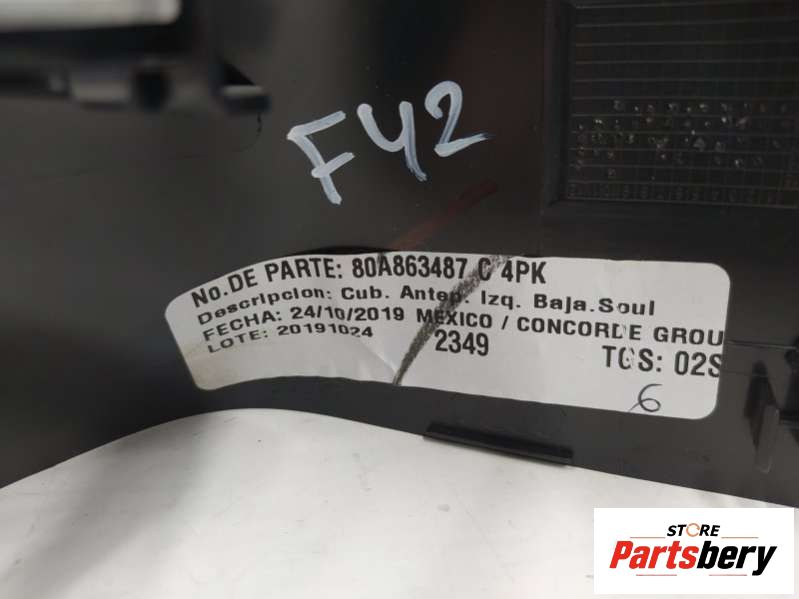 F42
No.DE PARTE: 80A863487 C 4PK
Descripcion: Cub. Antep. Izq. Baja.Soul
FECHA: 24/10/2019 MEXICO / CONCORDE GROU
LOTE: 20191024 2349 TGS: 02S
6
STORE
Partsbery